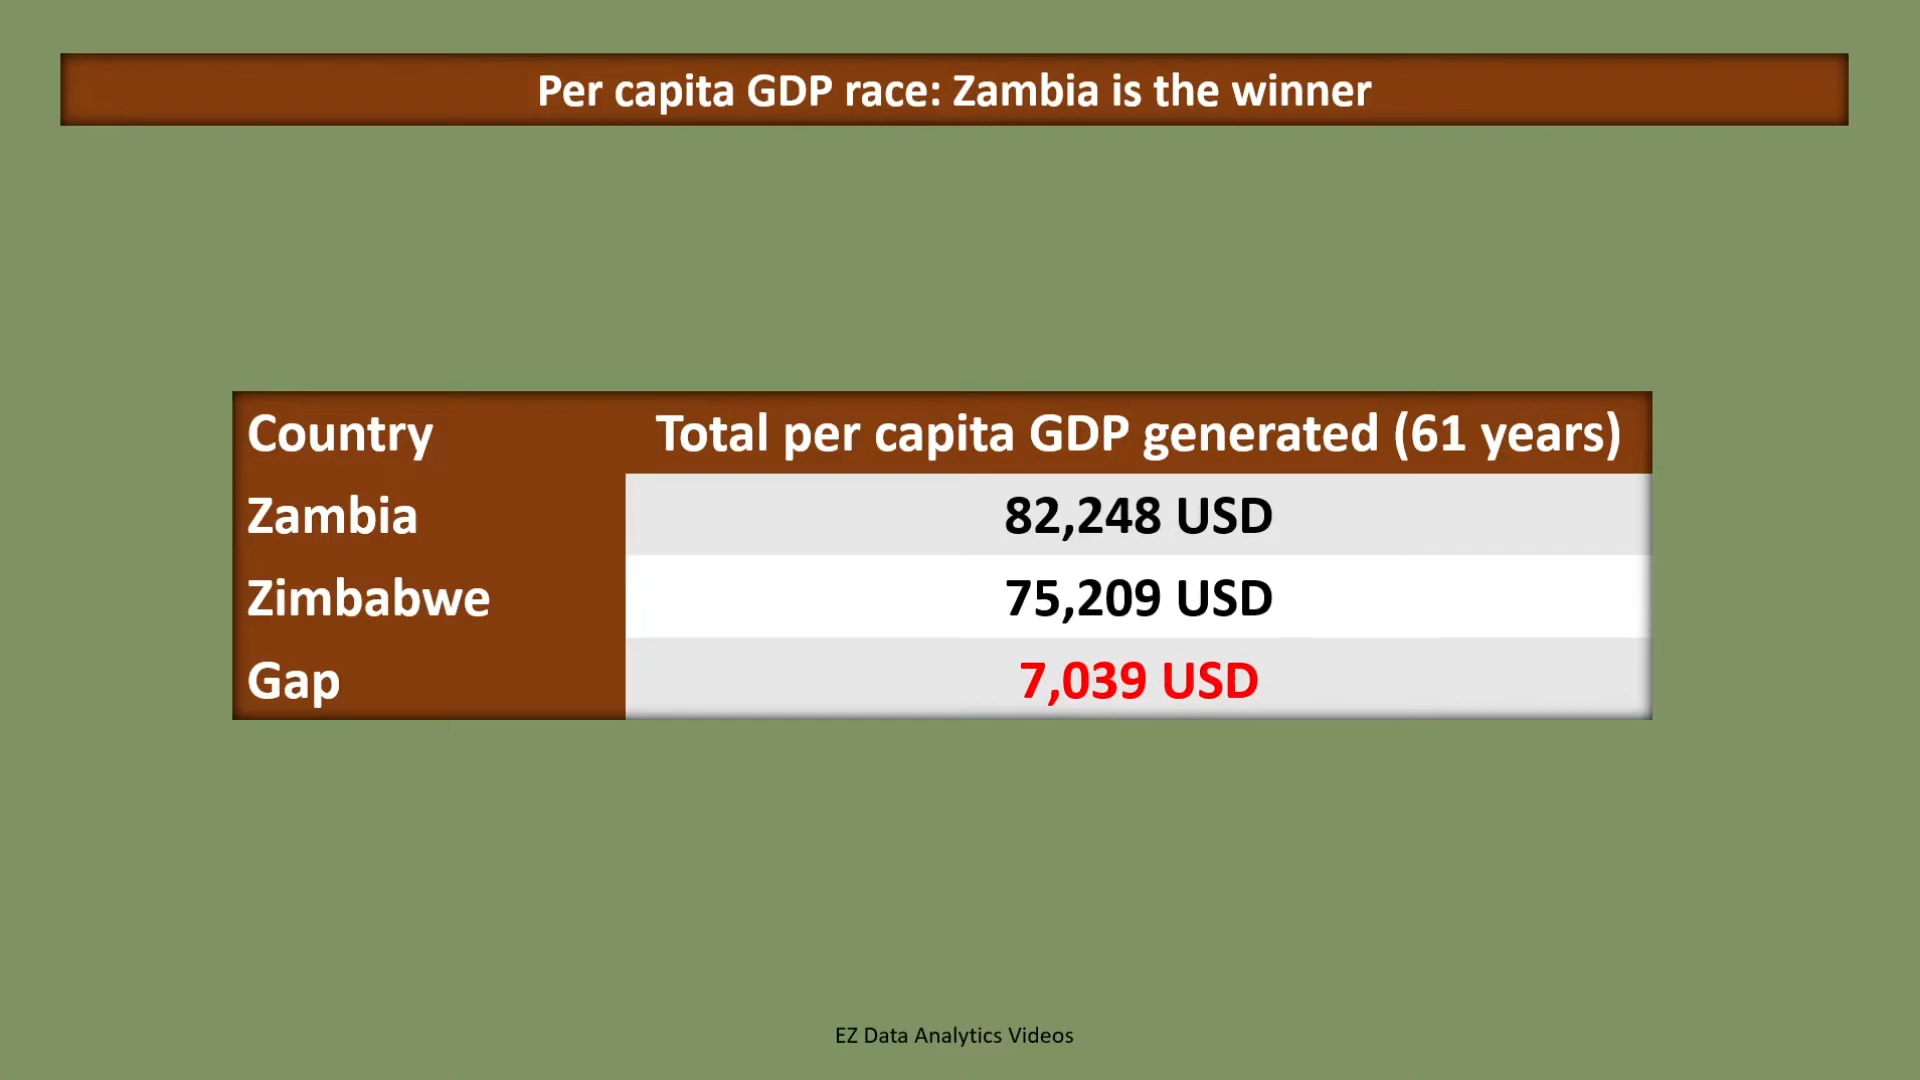 Per capita GDP race: Zambia is the winner
Country Total per capita GDP generated (61 years)
Zambia 82,248 USD
Zimbabwe 75,209 USD
Gap 7,039 USD
EZ Data Analytics Videos